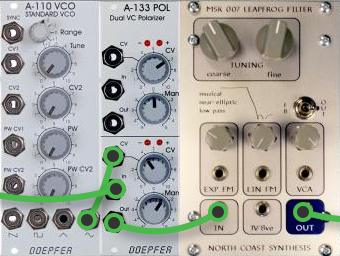 A-110 VCO
STANDARD VCO
SYNC
Range
CV1
Tune
CV2
PW CV1
PW
PW CV2
PW CV2
DOEPFER
A-133 POL
Dual VC Polarizer
CV
In
Man
Out
CV
In
Man
Out
DOEPFER
MSK 007 LEAPFROG FILTER
TUNING
coarse
fine
musical
near-elliptic
low pass
EXP FM
LIN FM
VCA
IN
1V/8ve
OUT
NORTH COAST SYNTHESIS